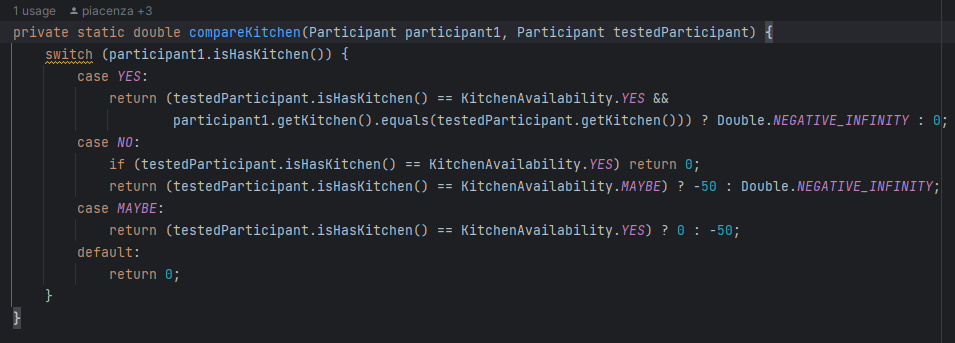 1 usage piacenza +3
private static double compareKitchen(Participant participant1, Participant testedParticipant) {
    switch (participant1.isHasKitchen()) {
        case YES:
            return (testedParticipant.isHasKitchen() == KitchenAvailability.YES &&
                    participant1.getKitchen().equals(testedParticipant.getKitchen())) ? Double.NEGATIVE_INFINITY : 0;
        case NO:
            if (testedParticipant.isHasKitchen() == KitchenAvailability.YES) return 0;
            return (testedParticipant.isHasKitchen() == KitchenAvailability.MAYBE) ? -50 : Double.NEGATIVE_INFINITY;
        case MAYBE:
            return (testedParticipant.isHasKitchen() == KitchenAvailability.YES) ? 0 : -50;
        default:
            return 0;
    }
}